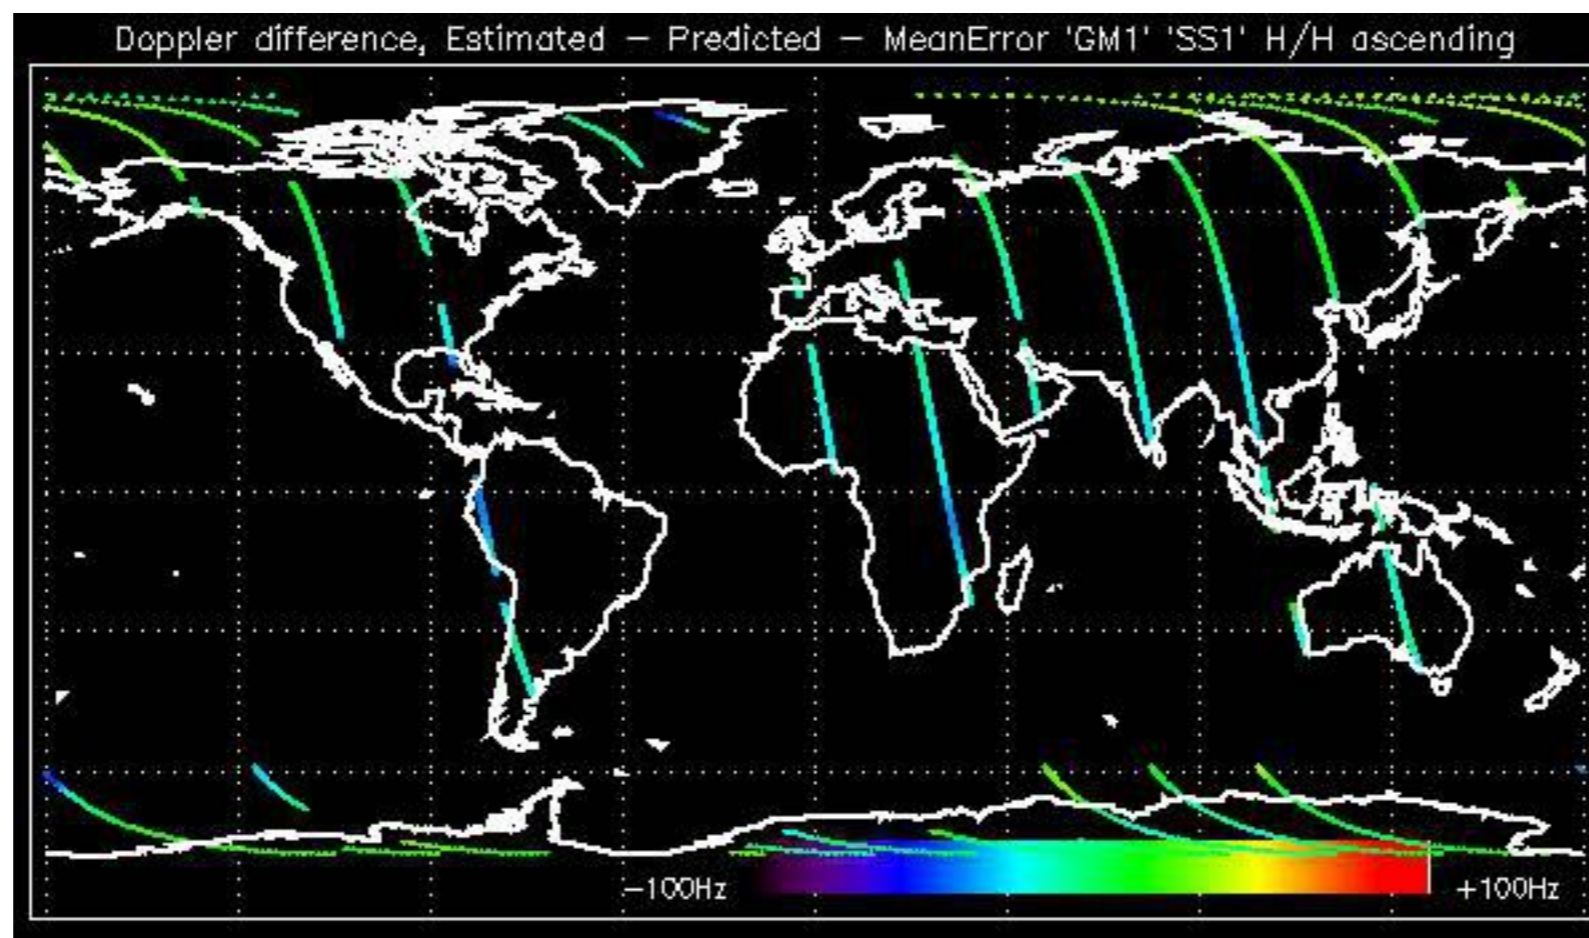 Doppler difference, Estimated − Predicted − MeanError 'GM1' 'SS1' H/H ascending
−100Hz
+100Hz